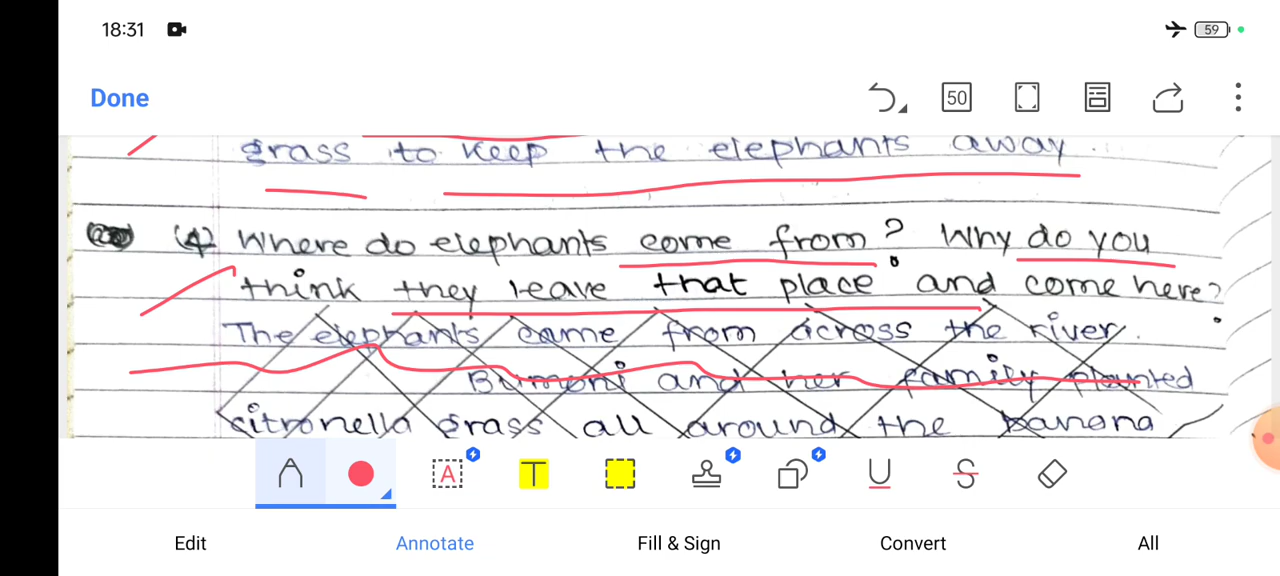 18:31
59
Done
50
grass to keep the elephants away.
(4) Where do elephants come from? Why do you
think they leave that place and come here?
The elephants came from across the river.
Bumoni and her family planted
citronella grass all around the banana
A
T
U
S
Edit
Annotate
Fill & Sign
Convert
All